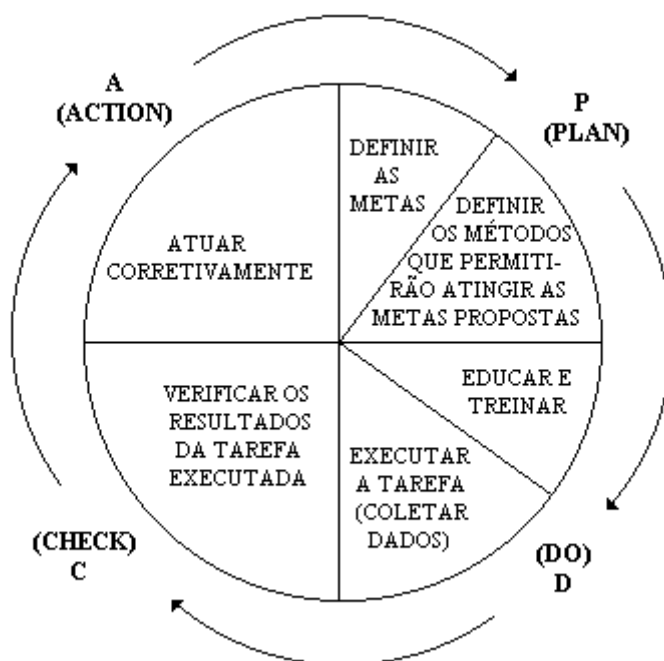 A
(ACTION)
P
(PLAN)
DEFINIR
AS
METAS
DEFINIR
OS MÉTODOS
QUE PERMITI-
RÃO ATINGIR AS
METAS PROPOSTAS
ATUAR
CORRETIVAMENTE
EDUCAR E
TREINAR
VERIFICAR OS
RESULTADOS
DA TAREFA
EXECUTADA
EXECUTAR
A TAREFA
(COLETAR
DADOS)
(CHECK)
C
(DO)
D